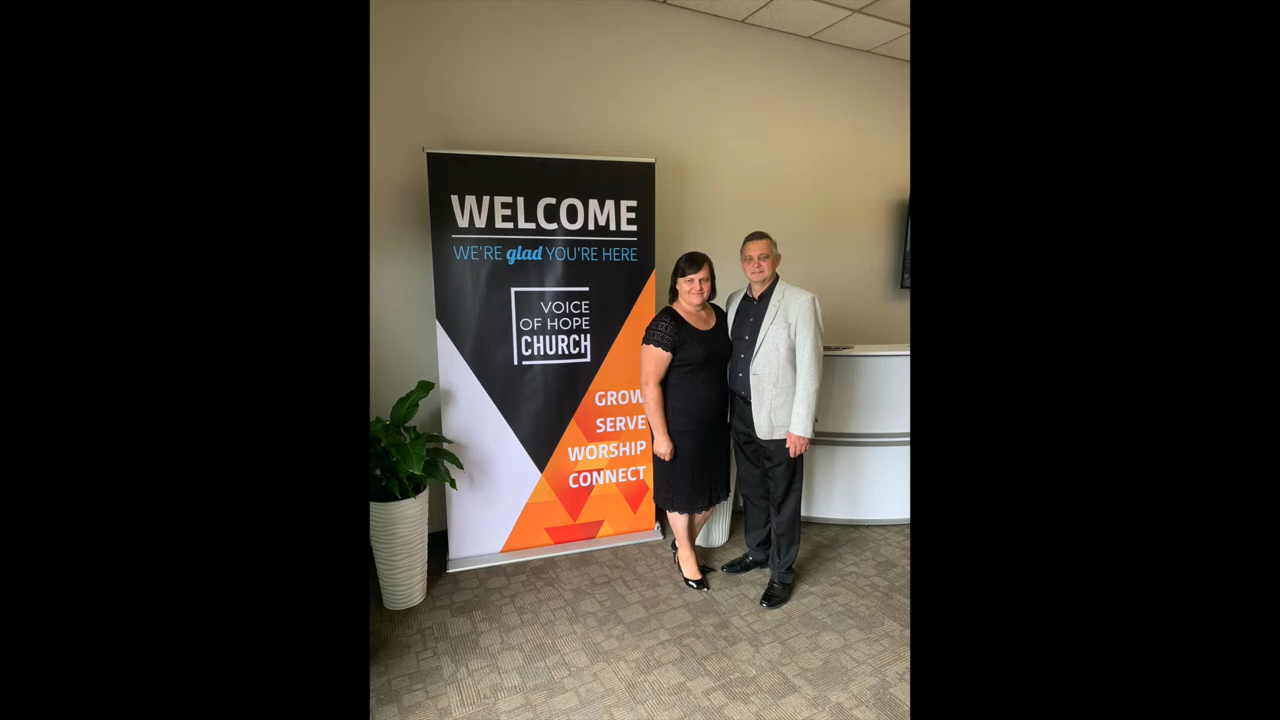 WELCOME
WE'RE glad YOU'RE HERE
VOICE
OF HOPE
CHURCH
GROW
SERVE
WORSHIP
CONNECT